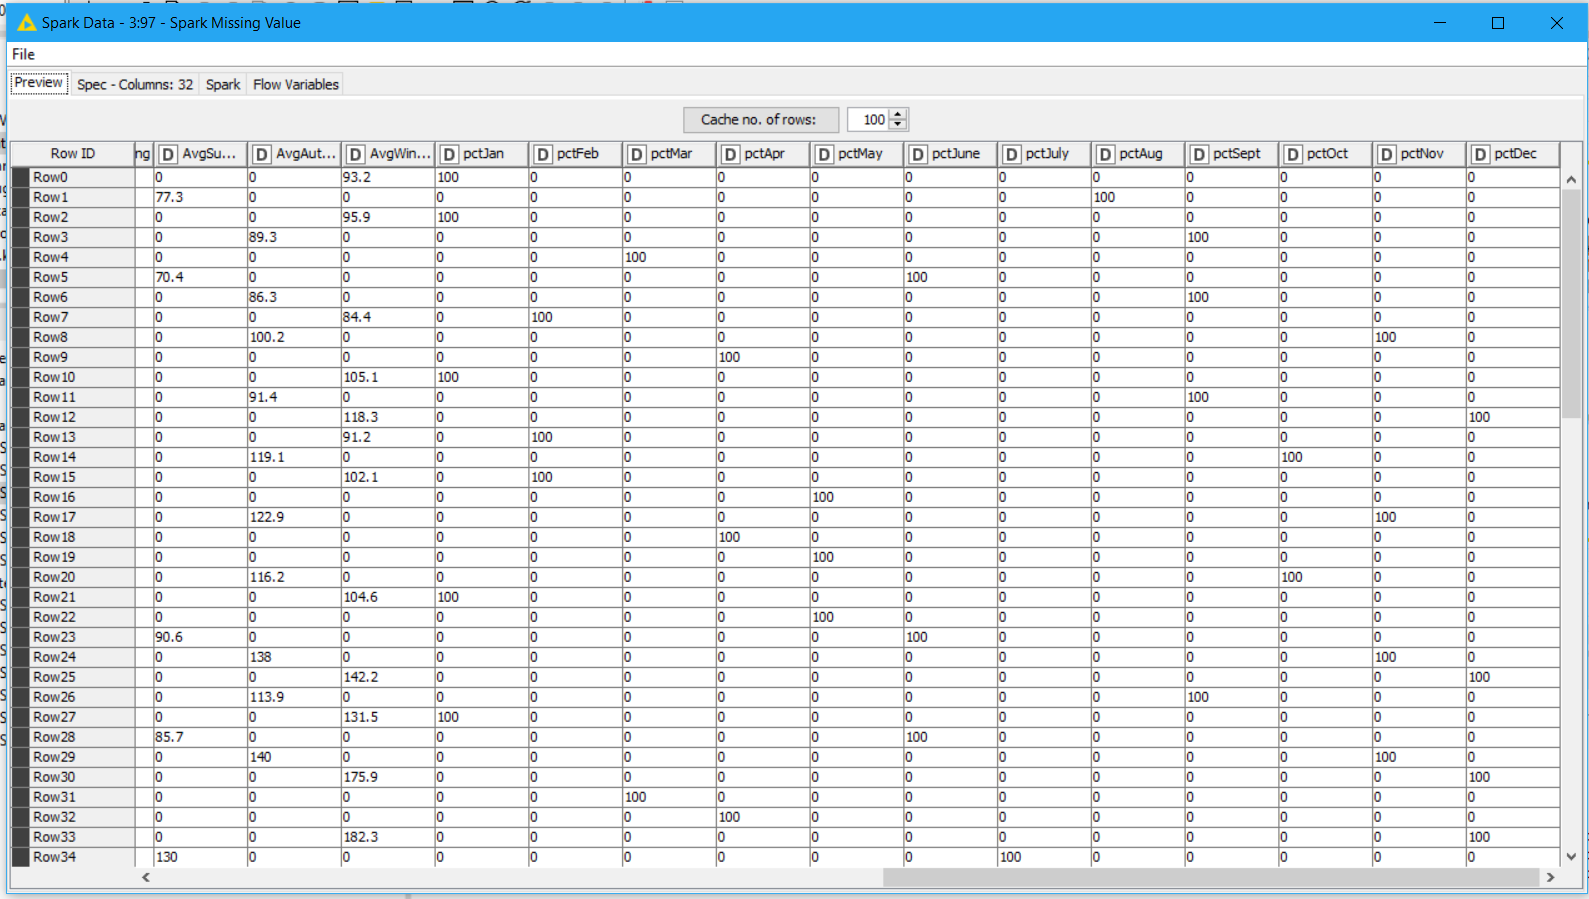 Spark Data - 3:97 - Spark Missing Value
File
Preview Spec - Columns: 32 Spark Flow Variables
Cache no. of rows: 100
Row ID ng D AvgSu... D AvgAut... D AvgWin... D pctJan D pctFeb D pctMar D pctApr D pctMay D pctJune D pctJuly D pctAug D pctSept D pctOct D pctNov D pctDec
Row0 0 0 93.2 100 0 0 0 0 0 0 0 0 0 0 0
Row1 77.3 0 0 0 0 0 0 0 0 0 100 0 0 0 0
Row2 0 0 95.9 100 0 0 0 0 0 0 0 0 0 0 0
Row3 0 89.3 0 0 0 0 0 0 0 0 0 100 0 0 0
Row4 0 0 0 0 0 100 0 0 0 0 0 0 0 0 0
Row5 70.4 0 0 0 0 0 0 0 100 0 0 0 0 0 0
Row6 0 86.3 0 0 0 0 0 0 0 0 0 100 0 0 0
Row7 0 0 84.4 0 100 0 0 0 0 0 0 0 0 0 0
Row8 0 100.2 0 0 0 0 0 0 0 0 0 0 0 100 0
Row9 0 0 0 0 0 0 100 0 0 0 0 0 0 0 0
Row10 0 0 105.1 100 0 0 0 0 0 0 0 0 0 0 0
Row11 0 91.4 0 0 0 0 0 0 0 0 0 100 0 0 0
Row12 0 0 118.3 0 0 0 0 0 0 0 0 0 0 0 100
Row13 0 0 91.2 0 100 0 0 0 0 0 0 0 0 0 0
Row14 0 119.1 0 0 0 0 0 0 0 0 0 0 100 0 0
Row15 0 0 102.1 0 100 0 0 0 0 0 0 0 0 0 0
Row16 0 0 0 0 0 0 0 100 0 0 0 0 0 0 0
Row17 0 122.9 0 0 0 0 0 0 0 0 0 0 0 100 0
Row18 0 0 0 0 0 0 100 0 0 0 0 0 0 0 0
Row19 0 0 0 0 0 0 0 100 0 0 0 0 0 0 0
Row20 0 116.2 0 0 0 0 0 0 0 0 0 0 100 0 0
Row21 0 0 104.6 100 0 0 0 0 0 0 0 0 0 0 0
Row22 0 0 0 0 0 0 0 100 0 0 0 0 0 0 0
Row23 90.6 0 0 0 0 0 0 0 100 0 0 0 0 0 0
Row24 0 138 0 0 0 0 0 0 0 0 0 0 0 100 0
Row25 0 0 142.2 0 0 0 0 0 0 0 0 0 0 0 100
Row26 0 113.9 0 0 0 0 0 0 0 0 0 100 0 0 0
Row27 0 0 131.5 100 0 0 0 0 0 0 0 0 0 0 0
Row28 85.7 0 0 0 0 0 0 0 100 0 0 0 0 0 0
Row29 0 140 0 0 0 0 0 0 0 0 0 0 0 100 0
Row30 0 0 175.9 0 0 0 0 0 0 0 0 0 0 0 100
Row31 0 0 0 0 0 100 0 0 0 0 0 0 0 0 0
Row32 0 0 0 0 0 0 100 0 0 0 0 0 0 0 0
Row33 0 0 182.3 0 0 0 0 0 0 0 0 0 0 0 100
Row34 130 0 0 0 0 0 0 0 0 100 0 0 0 0 0